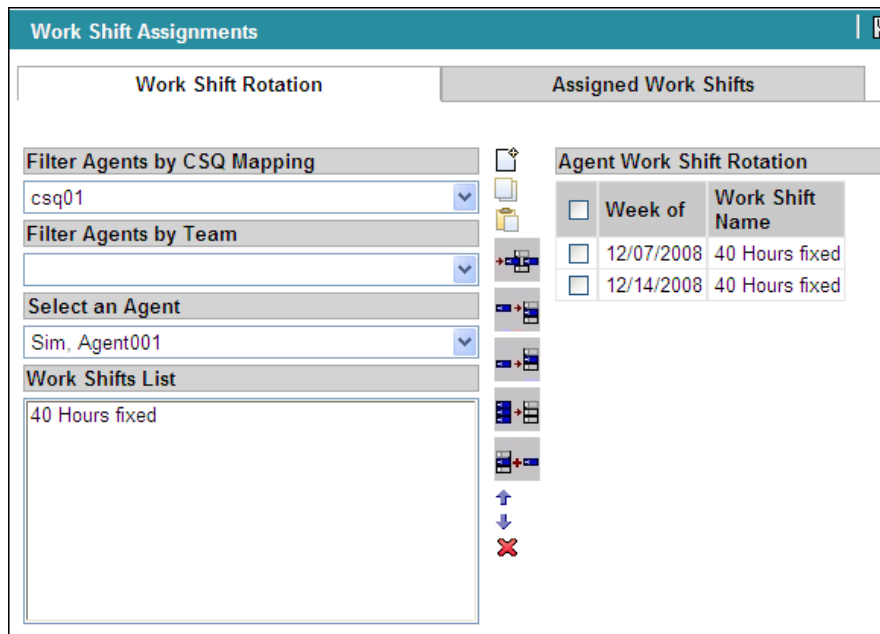 Work Shift Assignments
Work Shift Rotation
Assigned Work Shifts
Filter Agents by CSQ Mapping
csq01
Filter Agents by Team
Select an Agent
Sim, Agent001
Work Shifts List
40 Hours fixed
Agent Work Shift Rotation
Week of
Work Shift
Name
12/07/2008 40 Hours fixed
12/14/2008 40 Hours fixed